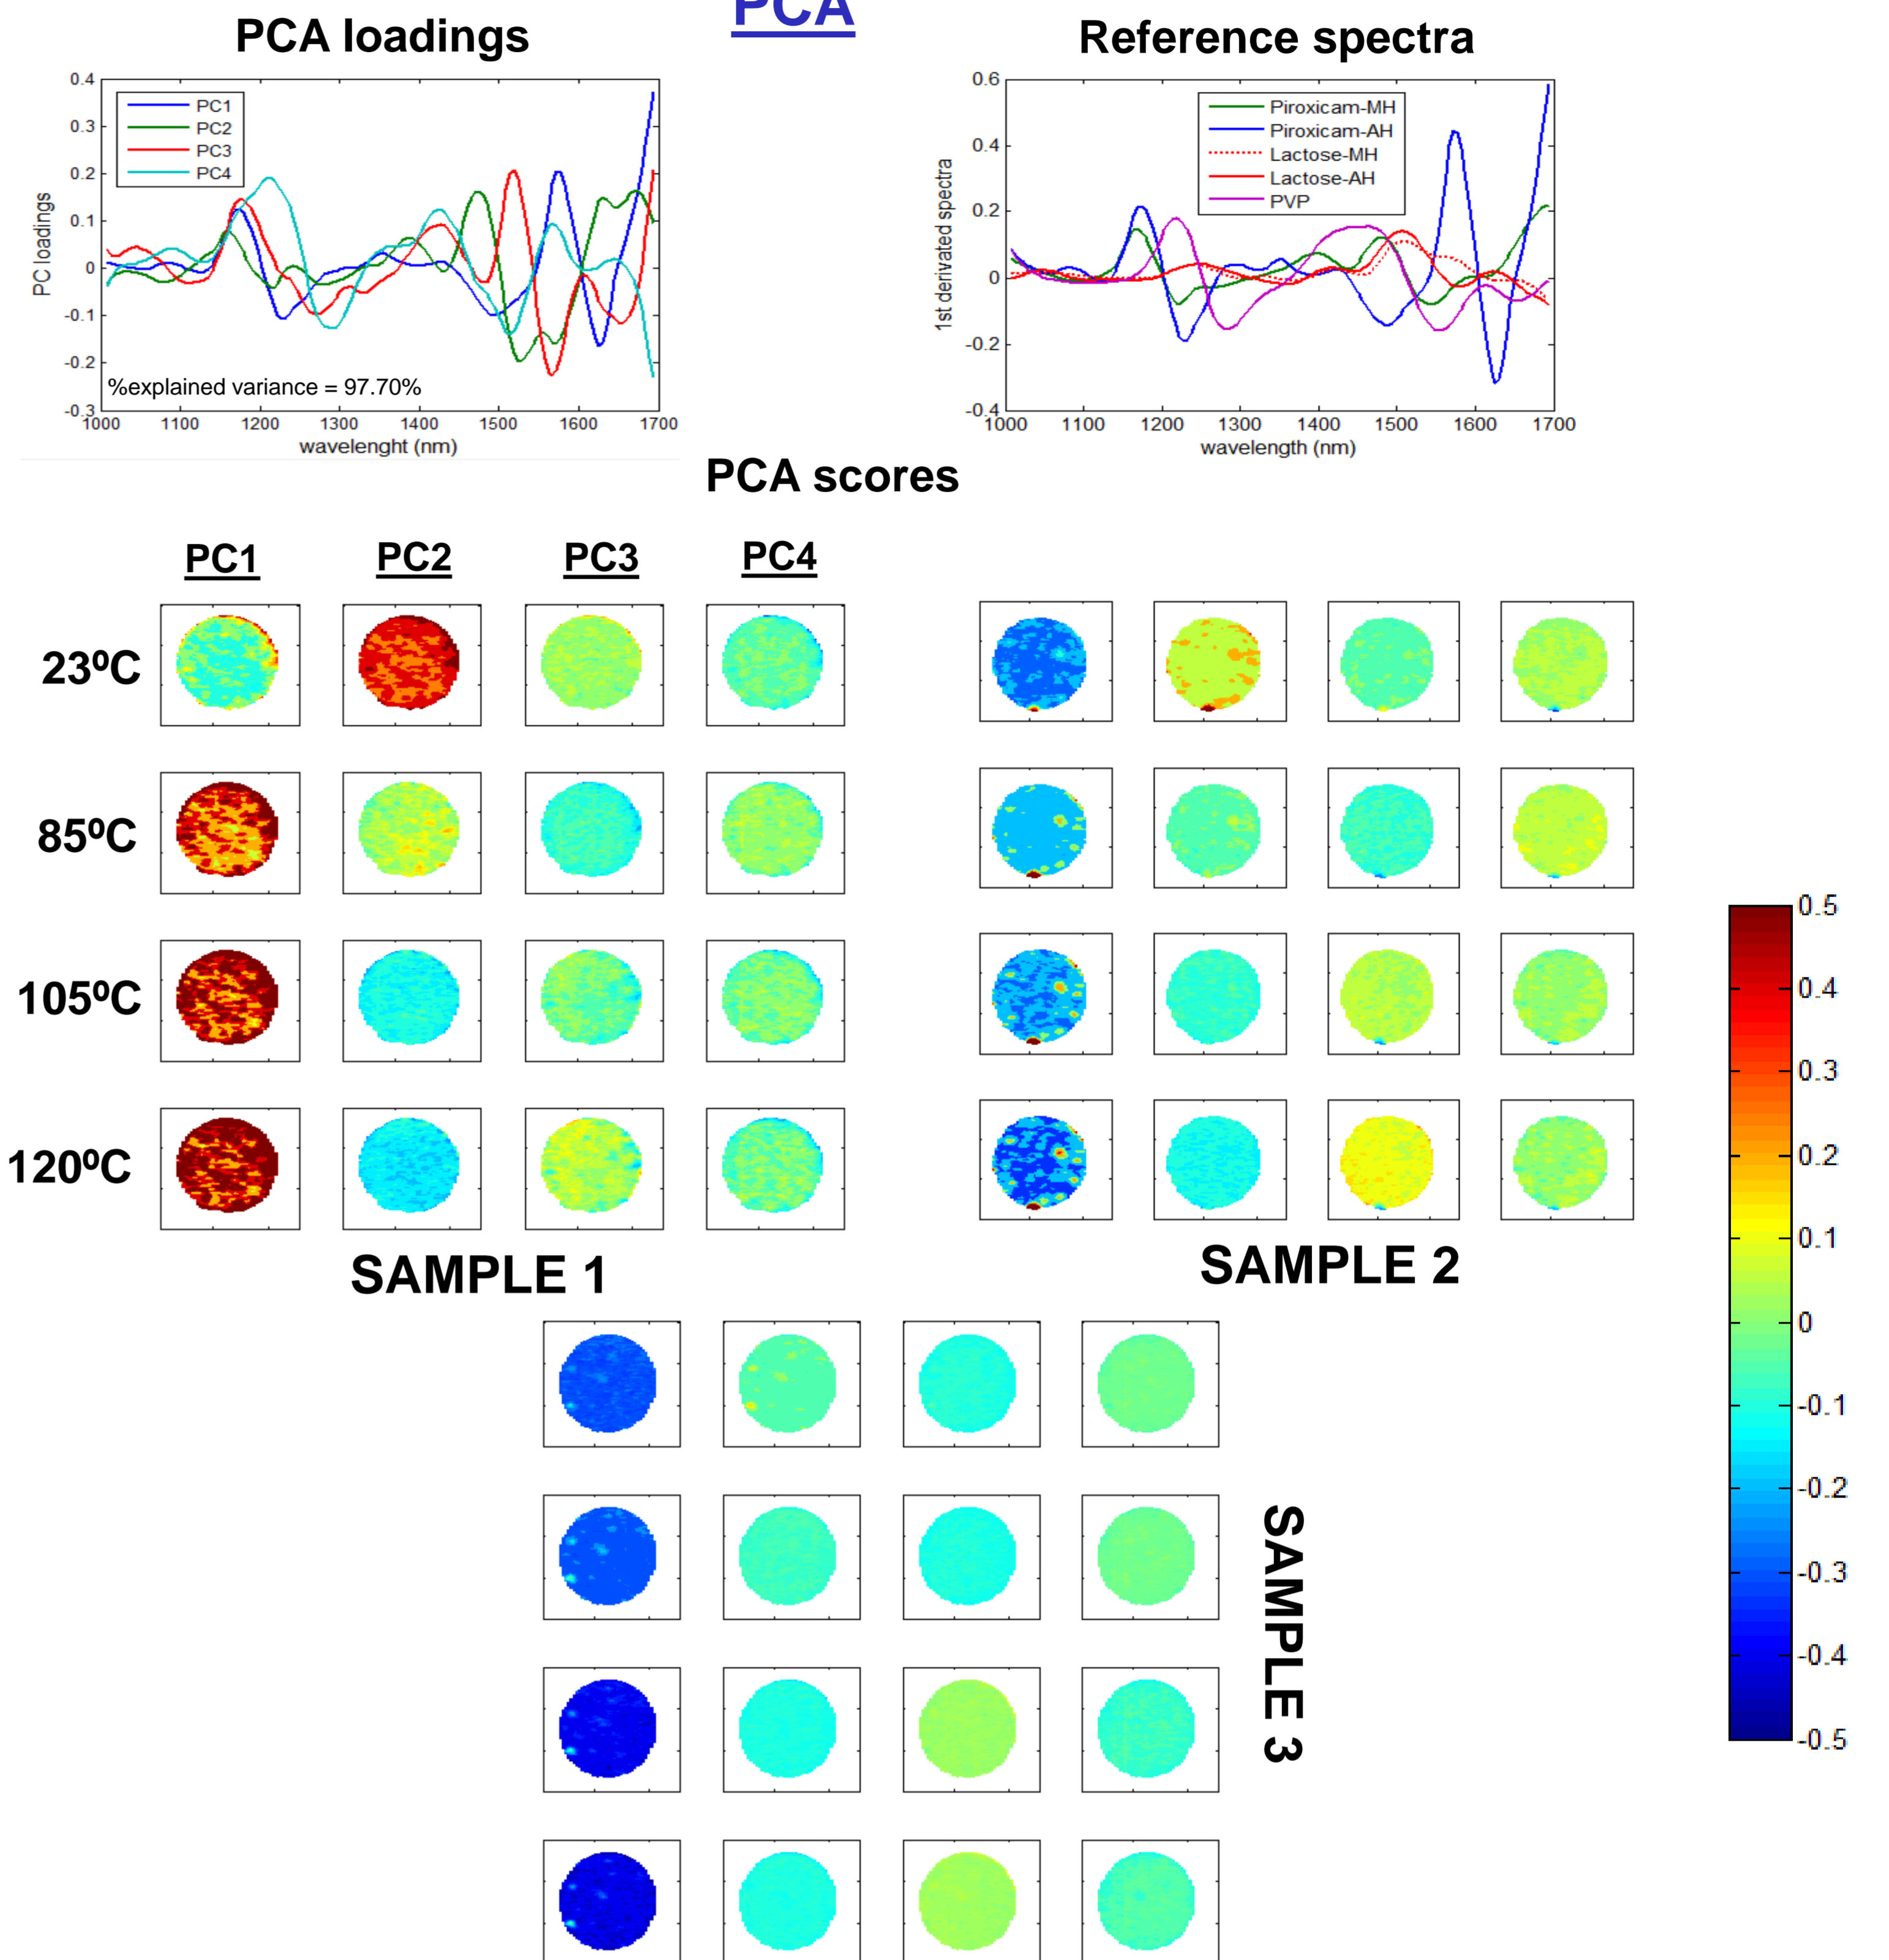 PCA
PCA loadings
Reference spectra
0.4
0.3
0.2
0.1
0
-0.1
-0.2
-0.3
PC loadings
PC1
PC2
PC3
PC4
%explained variance = 97.70%
1000 1100 1200 1300 1400 1500 1600 1700
wavelenght (nm)
0.6
0.4
0.2
0
-0.2
-0.4
1st derivated spectra
Piroxicam-MH
Piroxicam-AH
Lactose-MH
Lactose-AH
PVP
1000 1100 1200 1300 1400 1500 1600 1700
wavelength (nm)
PCA scores
PC1 PC2 PC3 PC4
23ºC
85ºC
105ºC
120ºC
SAMPLE 1
SAMPLE 2
SAMPLE 3
0.5
0.4
0.3
0.2
0.1
0
-0.1
-0.2
-0.3
-0.4
-0.5